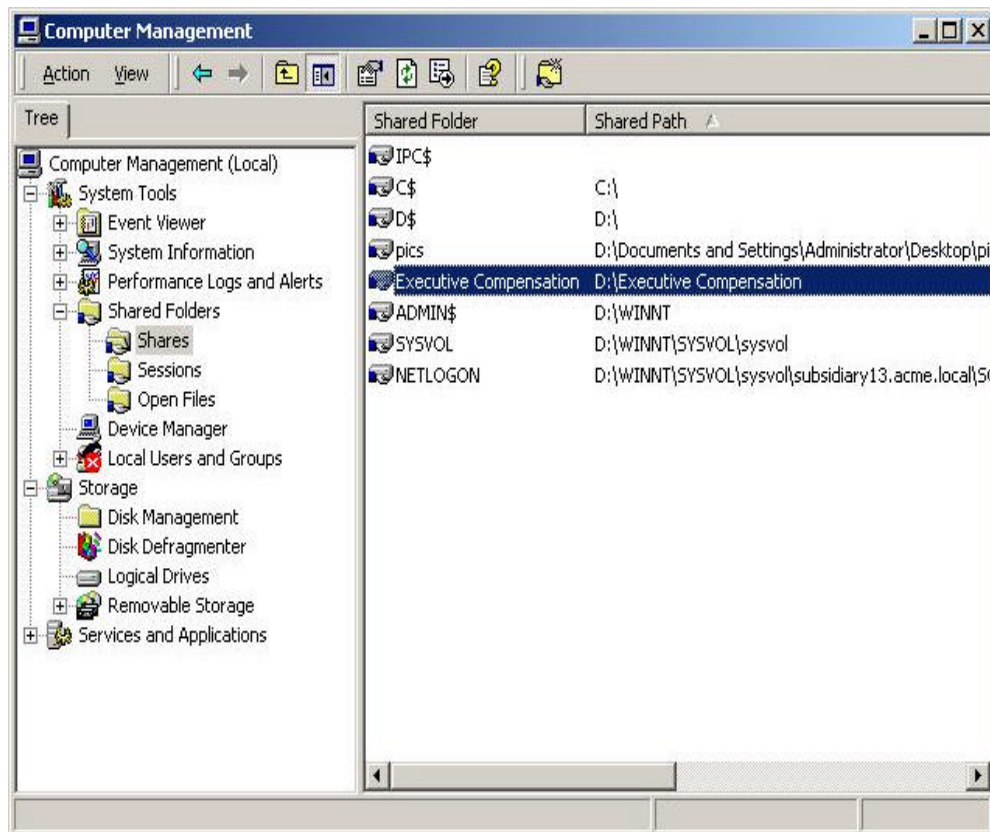 Computer Management
Action View
Tree
Computer Management (Local)
System Tools
Event Viewer
System Information
Performance Logs and Alerts
Shared Folders
Shares
Sessions
Open Files
Device Manager
Local Users and Groups
Storage
Disk Management
Disk Defragmenter
Logical Drives
Removable Storage
Services and Applications
Shared Folder Shared Path
IPC$
C$ C:\
D$ D:\
pics D:\Documents and Settings\Administrator\Desktop\pi
Executive Compensation D:\Executive Compensation
ADMIN$ D:\WINNT
SYSVOL D:\WINNT\SYSVOL\sysvol
NETLOGON D:\WINNT\SYSVOL\sysvol\subsidiary13.acme.local\S